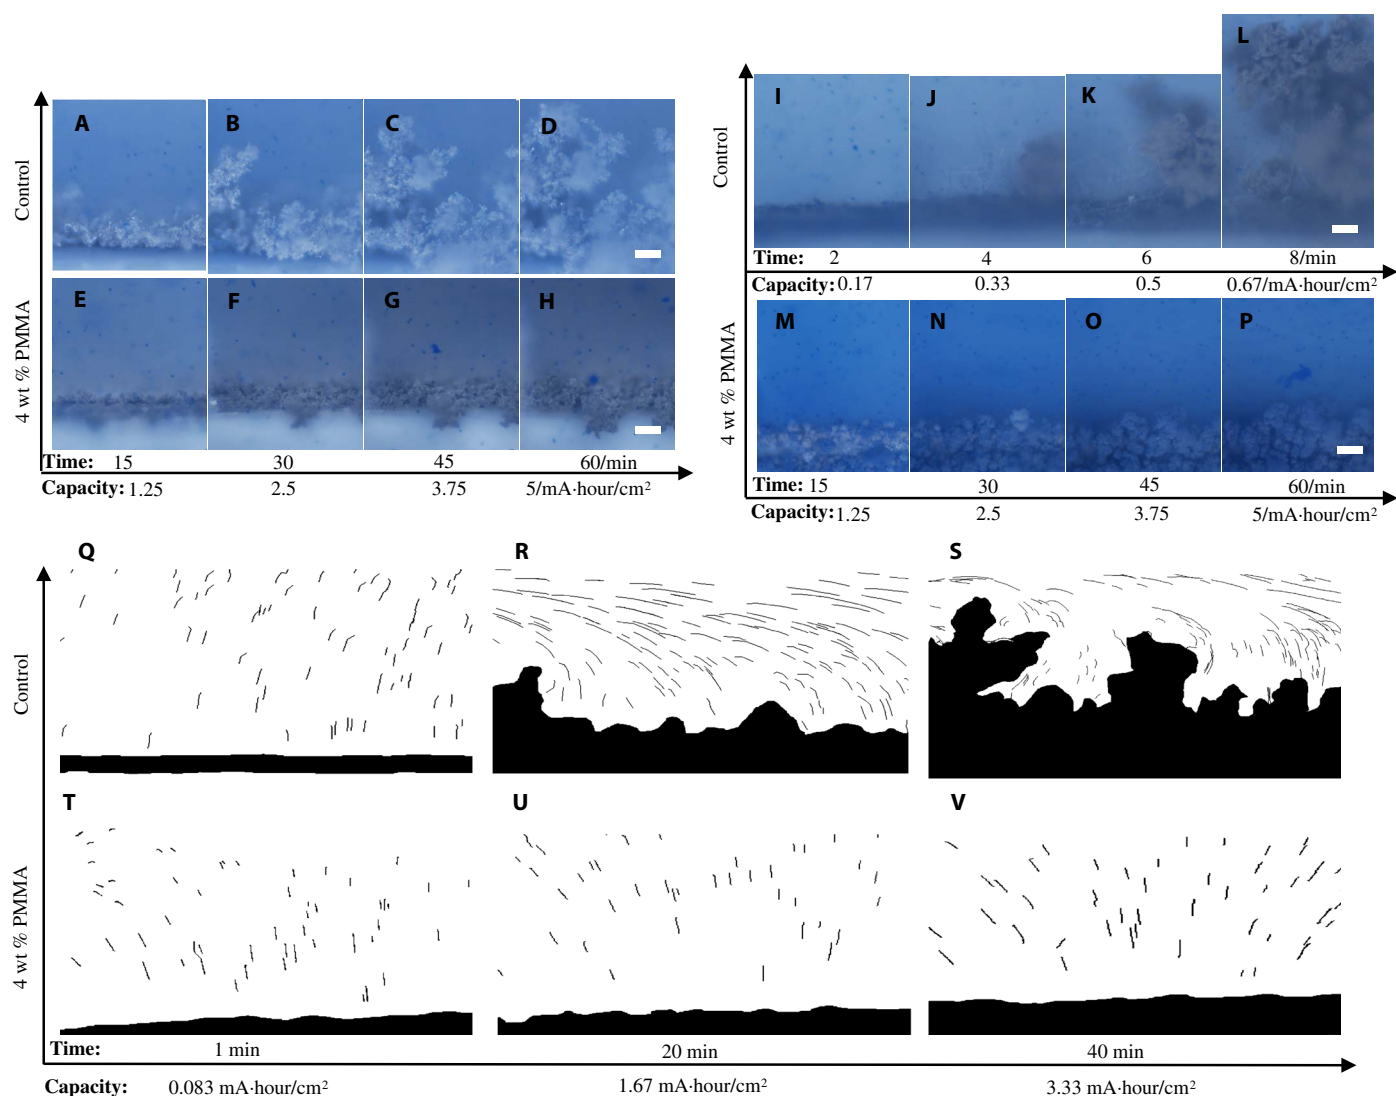 A B C D
Control
E F G H
4 wt % PMMA
Time: 15 30 45 60/min
Capacity: 1.25 2.5 3.75 5/mA·hour/cm²
I J K L
Control
Time: 2 4 6 8/min
Capacity: 0.17 0.33 0.5 0.67/mA·hour/cm²
M N O P
4 wt % PMMA
Time: 15 30 45 60/min
Capacity: 1.25 2.5 3.75 5/mA·hour/cm²
Q R S
Control
T U V
4 wt % PMMA
Time: 1 min 20 min 40 min
Capacity: 0.083 mA·hour/cm² 1.67 mA·hour/cm² 3.33 mA·hour/cm²